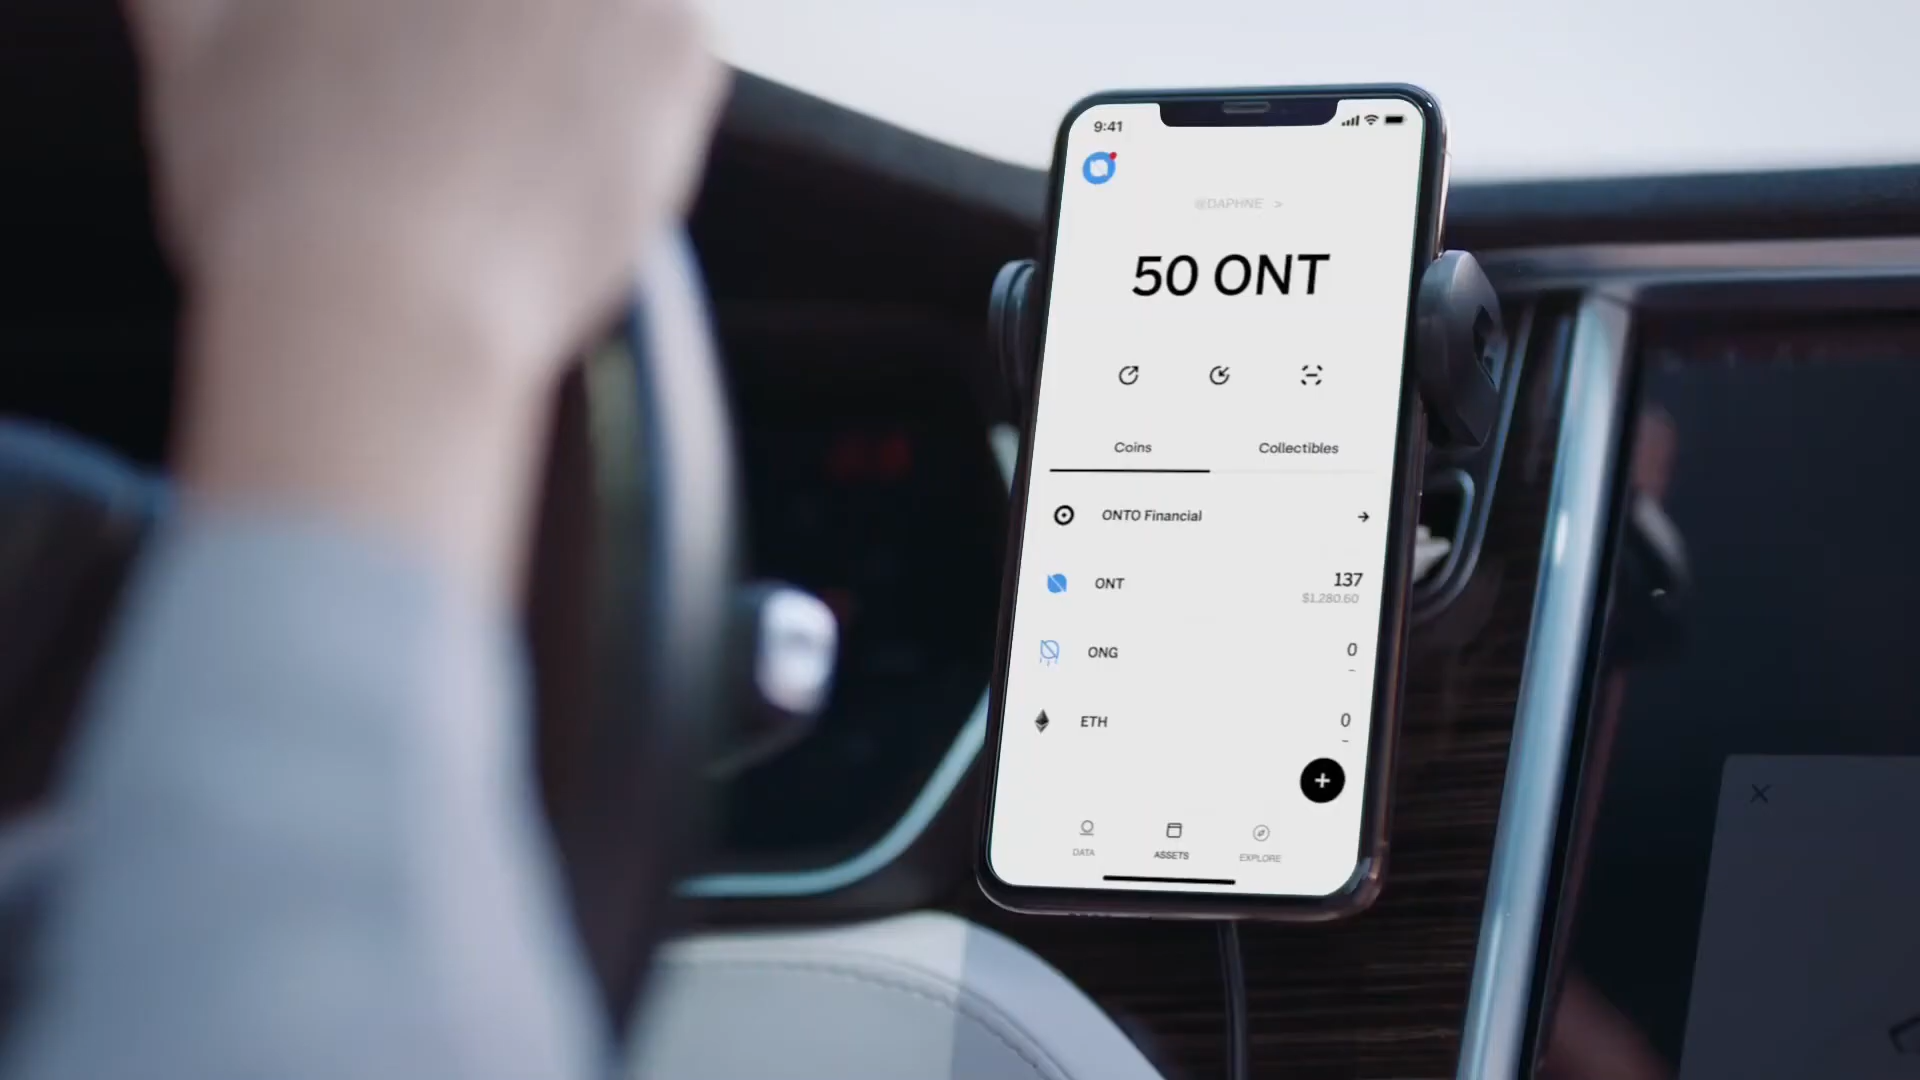 9:41
@DAPHNE >
50 ONT
Coins Collectibles
ONTO Financial
ONT 137
$1,280.60
ONG 0
ETH 0
DATA ASSETS EXPLORE